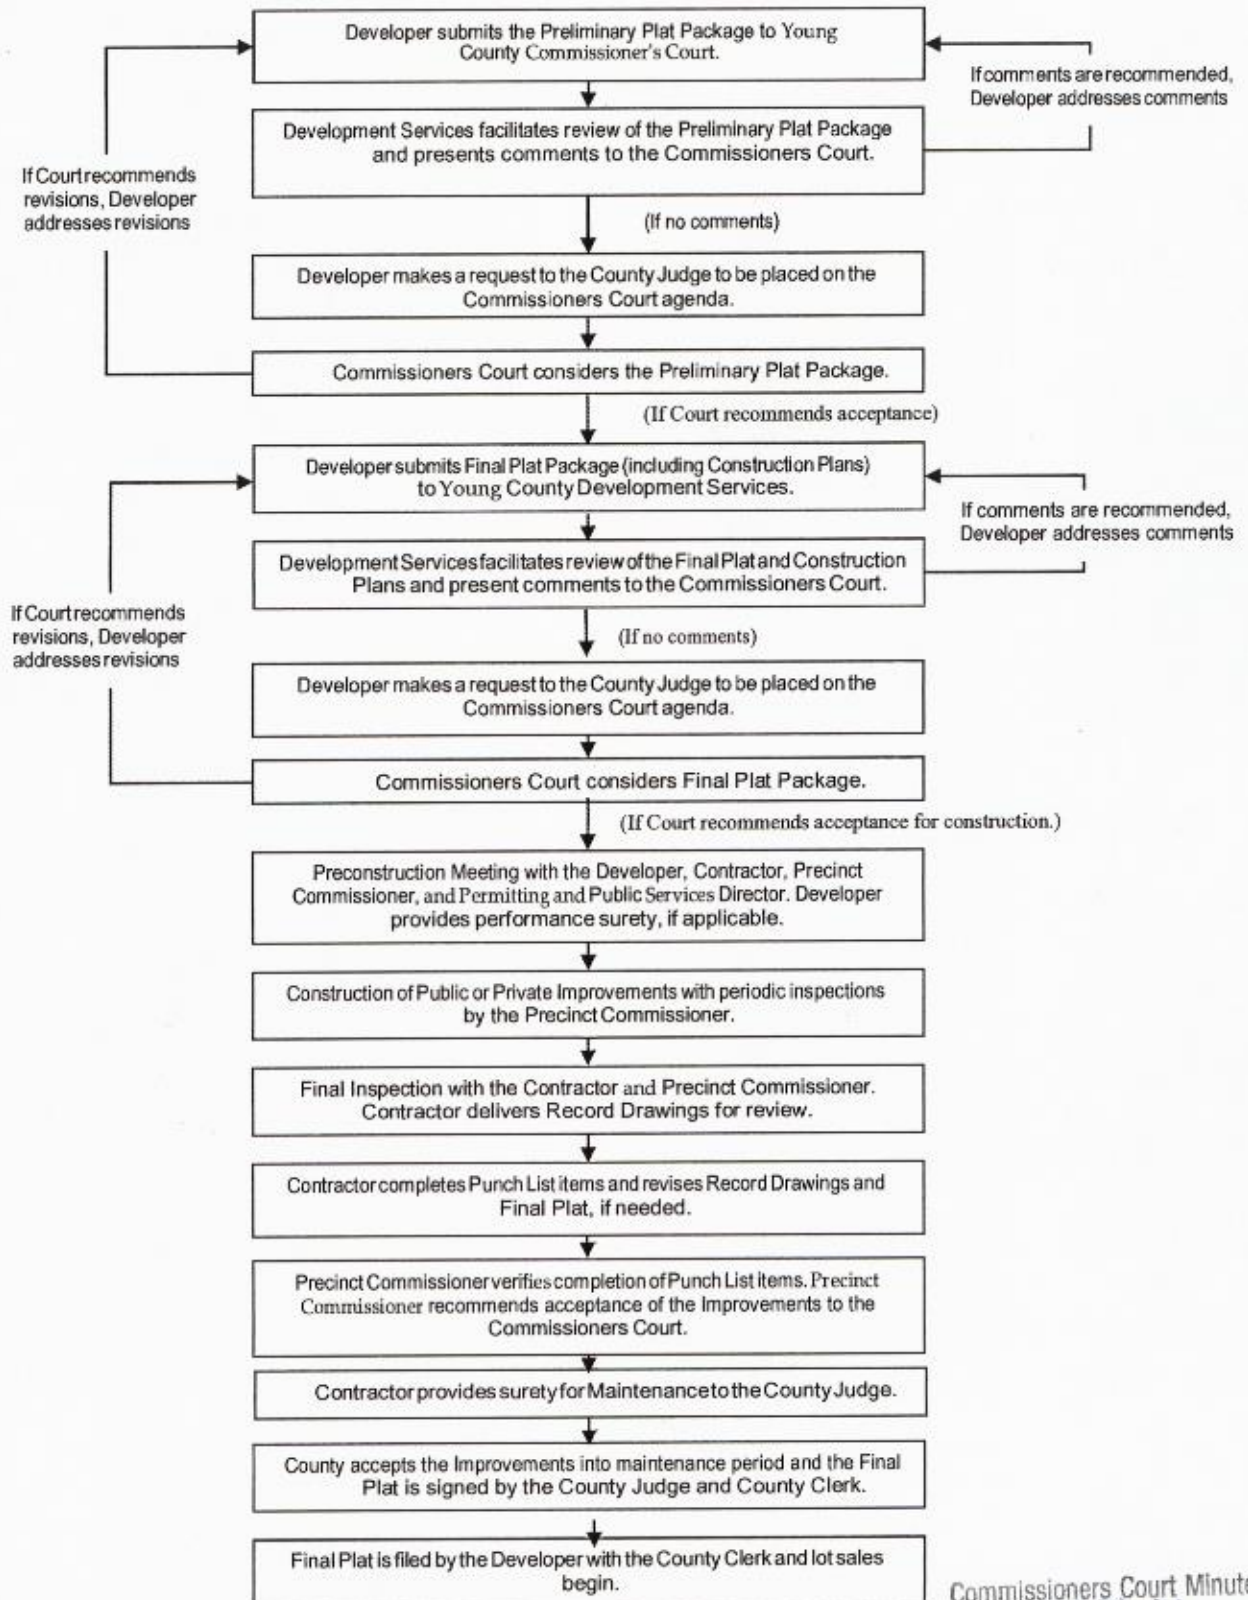 Developer submits the Preliminary Plat Package to Young
County Commissioner's Court.
If comments are recommended,
Developer addresses comments
Development Services facilitates review of the Preliminary Plat Package
and presents comments to the Commissioners Court.
If Court recommends
revisions, Developer
addresses revisions
(If no comments)
Developer makes a request to the County Judge to be placed on the
Commissioners Court agenda.
Commissioners Court considers the Preliminary Plat Package.
(If Court recommends acceptance)
Developer submits Final Plat Package (including Construction Plans)
to Young County Development Services.
If comments are recommended,
Developer addresses comments
Development Services facilitates review of the Final Plat and Construction
Plans and present comments to the Commissioners Court.
If Court recommends
revisions, Developer
addresses revisions
(If no comments)
Developer makes a request to the County Judge to be placed on the
Commissioners Court agenda.
Commissioners Court considers Final Plat Package.
(If Court recommends acceptance for construction.)
Preconstruction Meeting with the Developer, Contractor, Precinct
Commissioner, and Permitting and Public Services Director. Developer
provides performance surety, if applicable.
Construction of Public or Private Improvements with periodic inspections
by the Precinct Commissioner.
Final Inspection with the Contractor and Precinct Commissioner.
Contractor delivers Record Drawings for review.
Contractor completes Punch List items and revises Record Drawings and
Final Plat, if needed.
Precinct Commissioner verifies completion of Punch List items. Precinct
Commissioner recommends acceptance of the Improvements to the
Commissioners Court.
Contractor provides surety for Maintenance to the County Judge.
County accepts the Improvements into maintenance period and the Final
Plat is signed by the County Judge and County Clerk.
Final Plat is filed by the Developer with the County Clerk and lot sales
begin.
Commissioners Court Minute